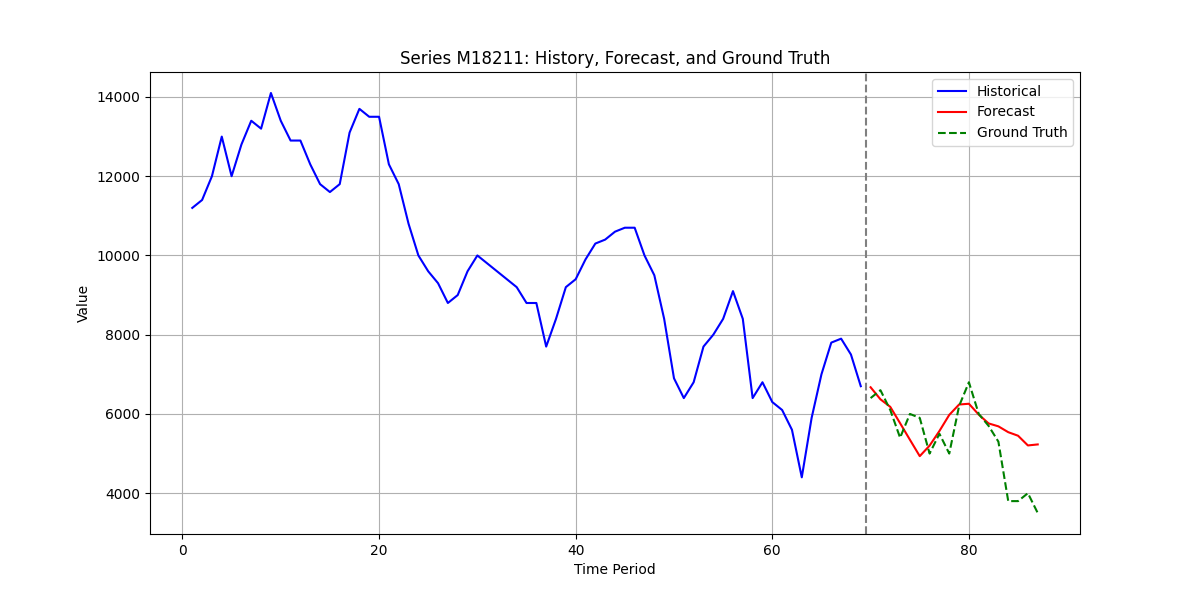 Series M18211: History, Forecast, and Ground Truth
Historical
Forecast
Ground Truth
Value
14000
12000
10000
8000
6000
4000
0 20 40 60 80
Time Period